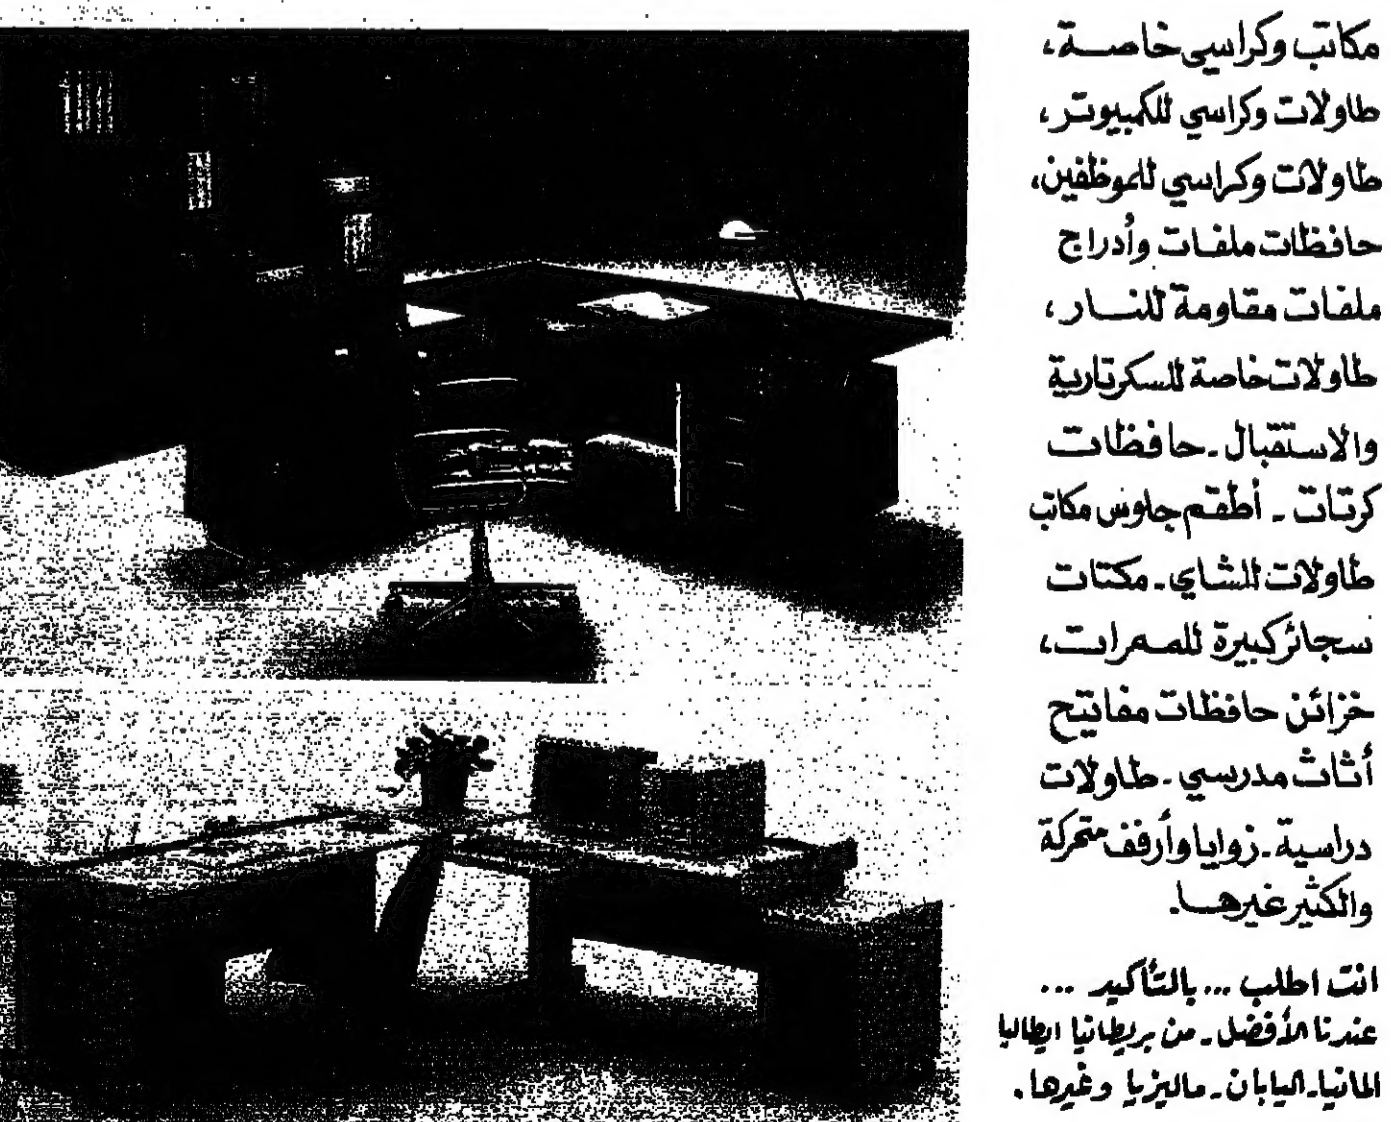 مكاتب وكراسي خاصة،
طاولات وكراسي للكمبيوتر،
طاولات وكراسي للموظفين،
حافظات ملفات وأدراج
ملفات مقاومة للنار،
طاولات خاصة للسكرتارية
والاستقبال - حافظات
كرتات - أطقم جلوس مكاتب
طاولات للشاي - مكتات
سجائر كبيرة للممرات،
خزائن حافظات مفاتيح
أثاث مدرسي - طاولات
دراسية - زوايا وأرفف متحركة
والكثير غيرها.
انت اطلب ... بالتأكيد ...
عندنا الأفضل - من بريطانيا ايطاليا
المانيا - اليابان - ماليزيا وغيرها.